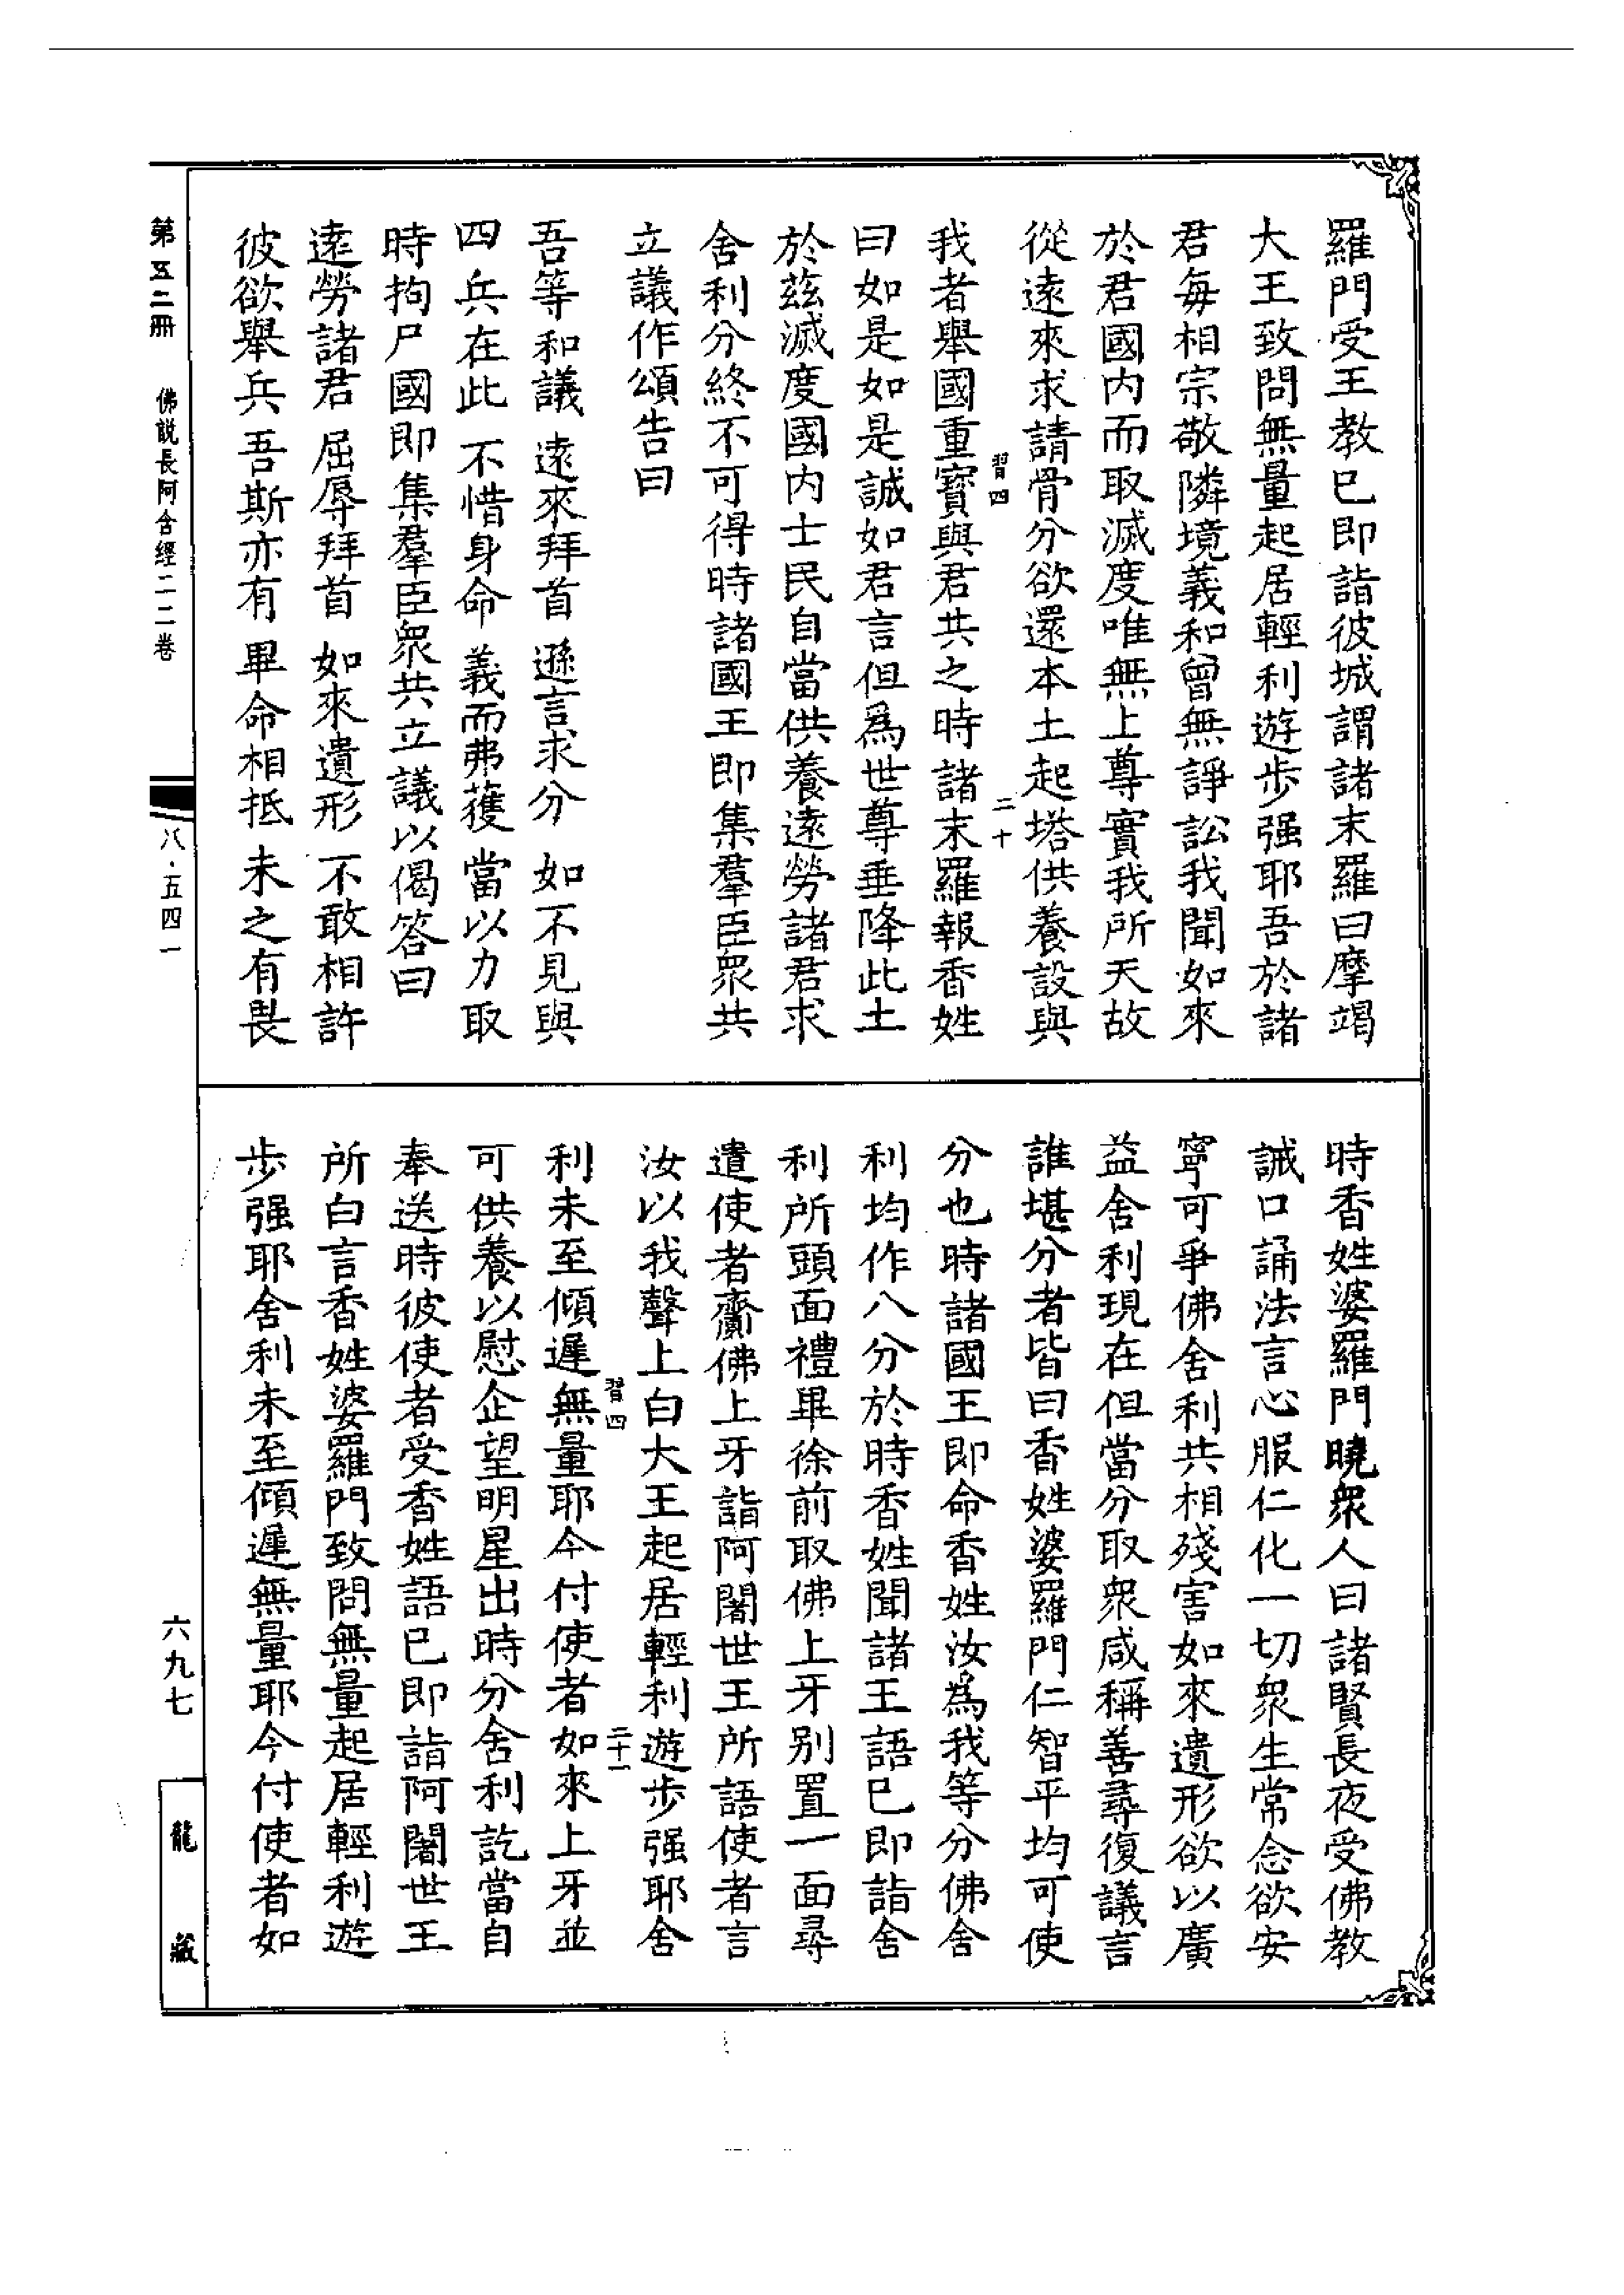 羅門受王教已即詣彼城謂諸末羅曰摩竭
大王致問無量起居輕利遊步强耶吾於諸
君每相宗敬隣境義和曾無諍訟我聞如來
於君國内而取滅度唯無上尊實我所天故
從遠來求請骨分欲還本土起塔供養設與
習四
二十
我者舉國重寳與君共之時諸末羅報香姓
曰如是如是誠如君言但爲世尊垂降此土
於茲滅度國内士民自當供養遠勞諸君求
舍利分終不可得時諸國王即集羣臣衆共
立議作頌告曰
吾等和議 遠來拜首 遜言求分 如不見與
四兵在此 不惜身命 義而弗獲 當以力取
時拘尸國即集羣臣衆共立議以偈答曰
遠勞諸君 屈辱拜首 如來遺形 不敢相許
彼欲舉兵 吾斯亦有 畢命相抵 未之有畏
時香姓婆羅門曉衆人曰諸賢長夜受佛教
誡口誦法言心服仁化一切衆生常念欲安
寧可爭佛舍利共相殘害如來遺形欲以廣
益舍利現在但當分取衆咸稱善尋復議言
誰堪分者皆曰香姓婆羅門仁智平均可使
分也時諸國王即命香姓汝為我等分佛舍
利均作八分於時香姓聞諸王語已即詣舍
利所頭面禮畢徐前取佛上牙别置一面尋
遣使者齎佛上牙詣阿闍世王所語使者言
汝以我聲上白大王起居輕利遊步强耶舍
習四
二十一
利未至傾遲無量耶今付使者如來上牙並
可供養以慰企望明星出時分舍利訖當自
奉送時彼使者受香姓語已即詣阿闍世王
所白言香姓婆羅門致問無量起居輕利遊
步强耶舍利未至傾遲無量耶今付使者如
第五二冊
佛説長阿含經二二卷
八·五四一
六九七
龍藏